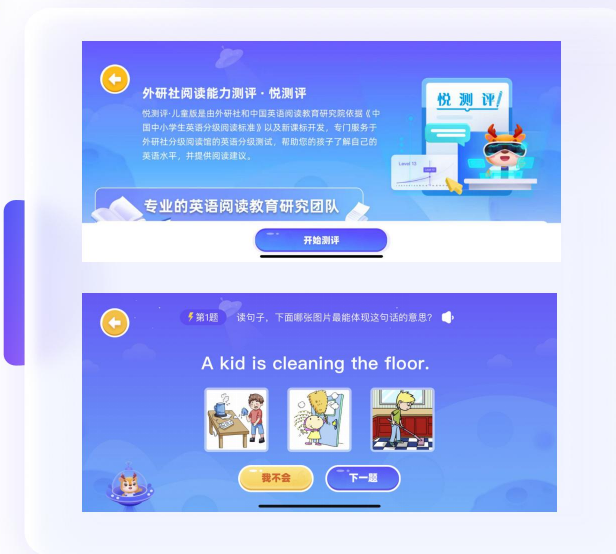 外研社阅读能力测评·悦测评
悦测评·儿童版是由外研社和中国英语阅读教育研究院依据《中
国中小学生英语分级阅读标准》以及新课标开发，专门服务于
外研社分级阅读馆的英语分级测试，帮助您的孩子了解自己的
英语水平，并提供阅读建议。
悦测评
Level 15
专业的英语阅读教育研究团队
开始测评
第1题 读句子，下面哪张图片最能体现这句话的意思？
A kid is cleaning the floor.
我不会 下一题